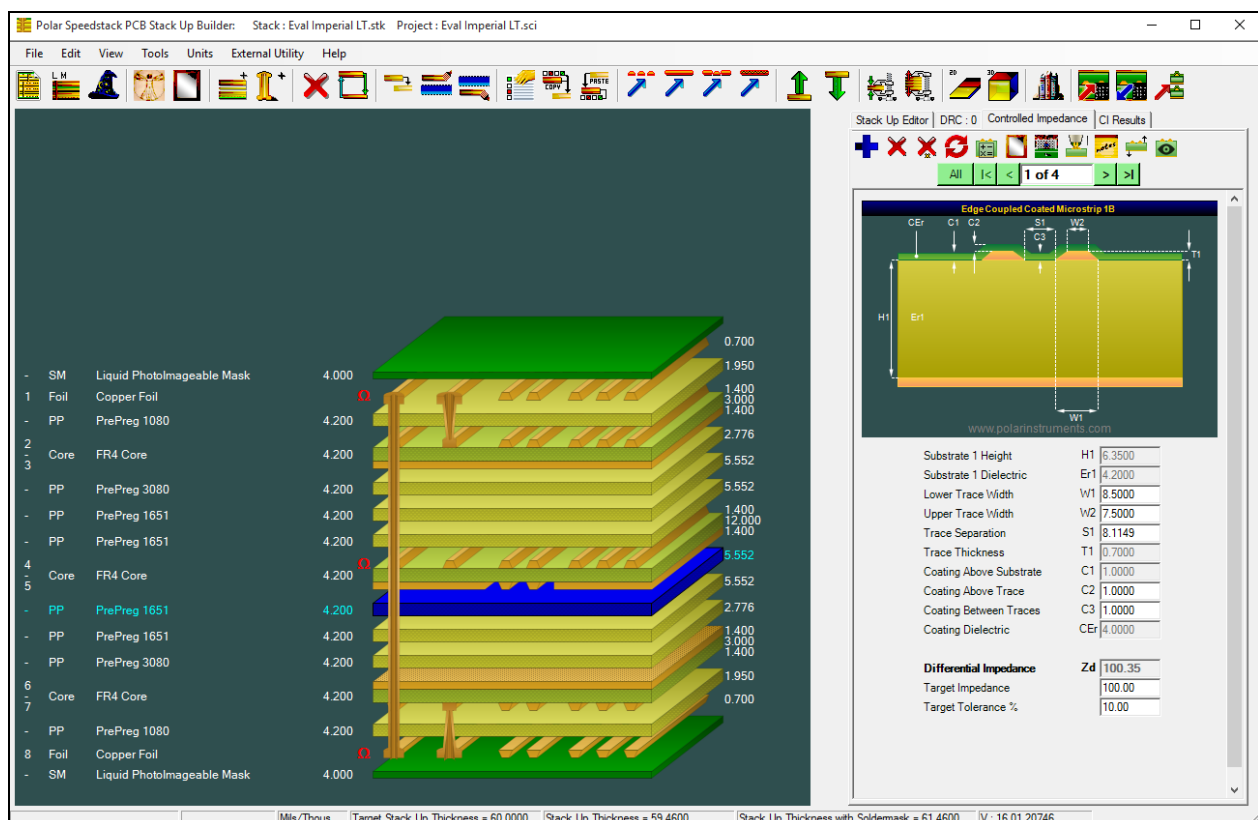 Polar Speedstack PCB Stack Up Builder: Stack : Eval Imperial LT.stk Project : Eval Imperial LT.sci
File Edit View Tools Units External Utility Help
L M
COPY
PASTE
2D
3D
Stack Up Editor DRC : 0 Controlled Impedance CI Results
All |< < 1 of 4 > >|
Edge Coupled Coated Microstrip 1B
CEr C1 C2 S1 W2
C3
T1
H1 Er1
W1
www.polarinstruments.com
0.700
1.950
- SM Liquid PhotoImageable Mask 4.000
1.400
1 Foil Copper Foil Ω
3.000
1.400
- PP PrePreg 1080 4.200
2.776
2
- Core FR4 Core 4.200
3
5.552
- PP PrePreg 3080 4.200
5.552
- PP PrePreg 1651 4.200
1.400
12.000
1.400
- PP PrePreg 1651 4.200
5.552
Ω
4
- Core FR4 Core 4.200
5
5.552
- PP PrePreg 1651 4.200
2.776
- PP PrePreg 1651 4.200
1.400
3.000
1.400
- PP PrePreg 3080 4.200
1.950
6
- Core FR4 Core 4.200
7
0.700
- PP PrePreg 1080 4.200
8 Foil Copper Foil Ω
- SM Liquid PhotoImageable Mask 4.000
Substrate 1 Height H1 6.3500
Substrate 1 Dielectric Er1 4.2000
Lower Trace Width W1 8.5000
Upper Trace Width W2 7.5000
Trace Separation S1 8.1149
Trace Thickness T1 0.7000
Coating Above Substrate C1 1.0000
Coating Above Trace C2 1.0000
Coating Between Traces C3 1.0000
Coating Dielectric CEr 4.0000
Differential Impedance Zd 100.35
Target Impedance 100.00
Target Tolerance % 10.00
Mils/Thous Target Stack Up Thickness = 60.0000 Stack Up Thickness = 59.4600 Stack Up Thickness with Soldermask = 61.4600 V : 16.01.20746